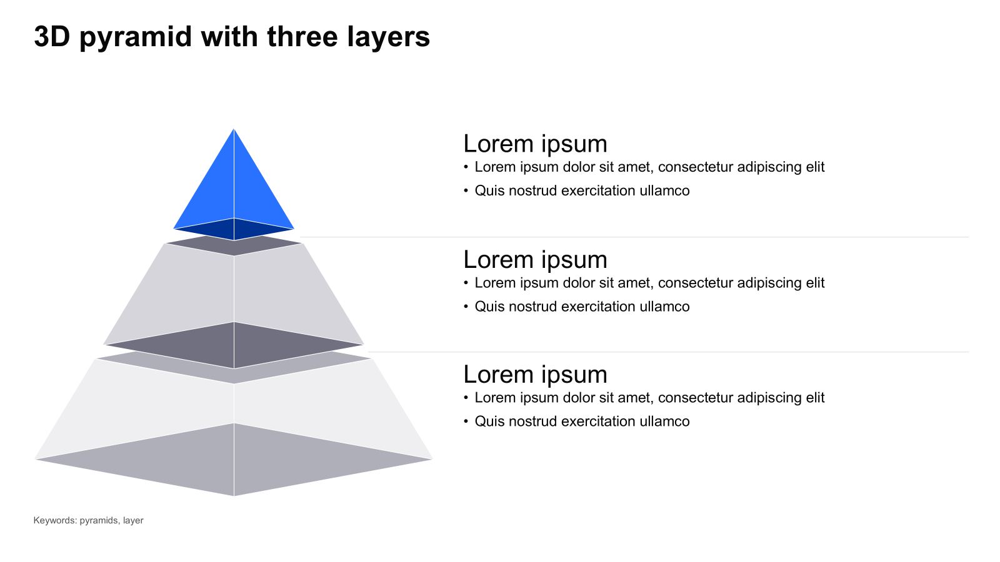 3D pyramid with three layers
Lorem ipsum
• Lorem ipsum dolor sit amet, consectetur adipiscing elit
• Quis nostrud exercitation ullamco
Lorem ipsum
• Lorem ipsum dolor sit amet, consectetur adipiscing elit
• Quis nostrud exercitation ullamco
Lorem ipsum
• Lorem ipsum dolor sit amet, consectetur adipiscing elit
• Quis nostrud exercitation ullamco
Keywords: pyramids, layer